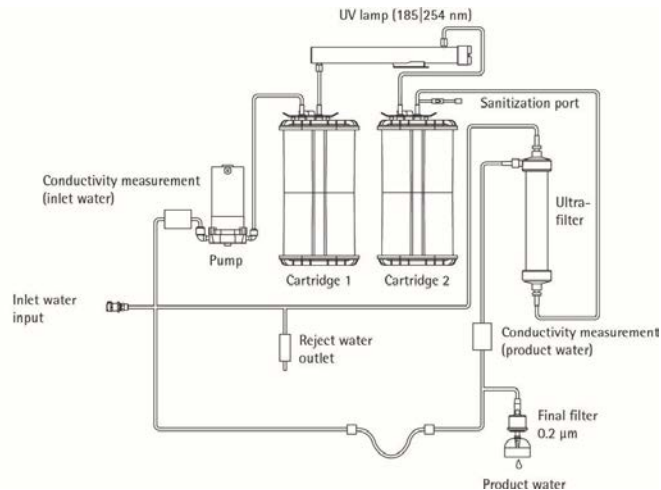 UV lamp (185|254 nm)
Sanitization port
Conductivity measurement
(inlet water)
Ultra-
filter
Pump
Cartridge 1
Cartridge 2
Inlet water
input
Reject water
outlet
Conductivity measurement
(product water)
Final filter
0.2 µm
Product water